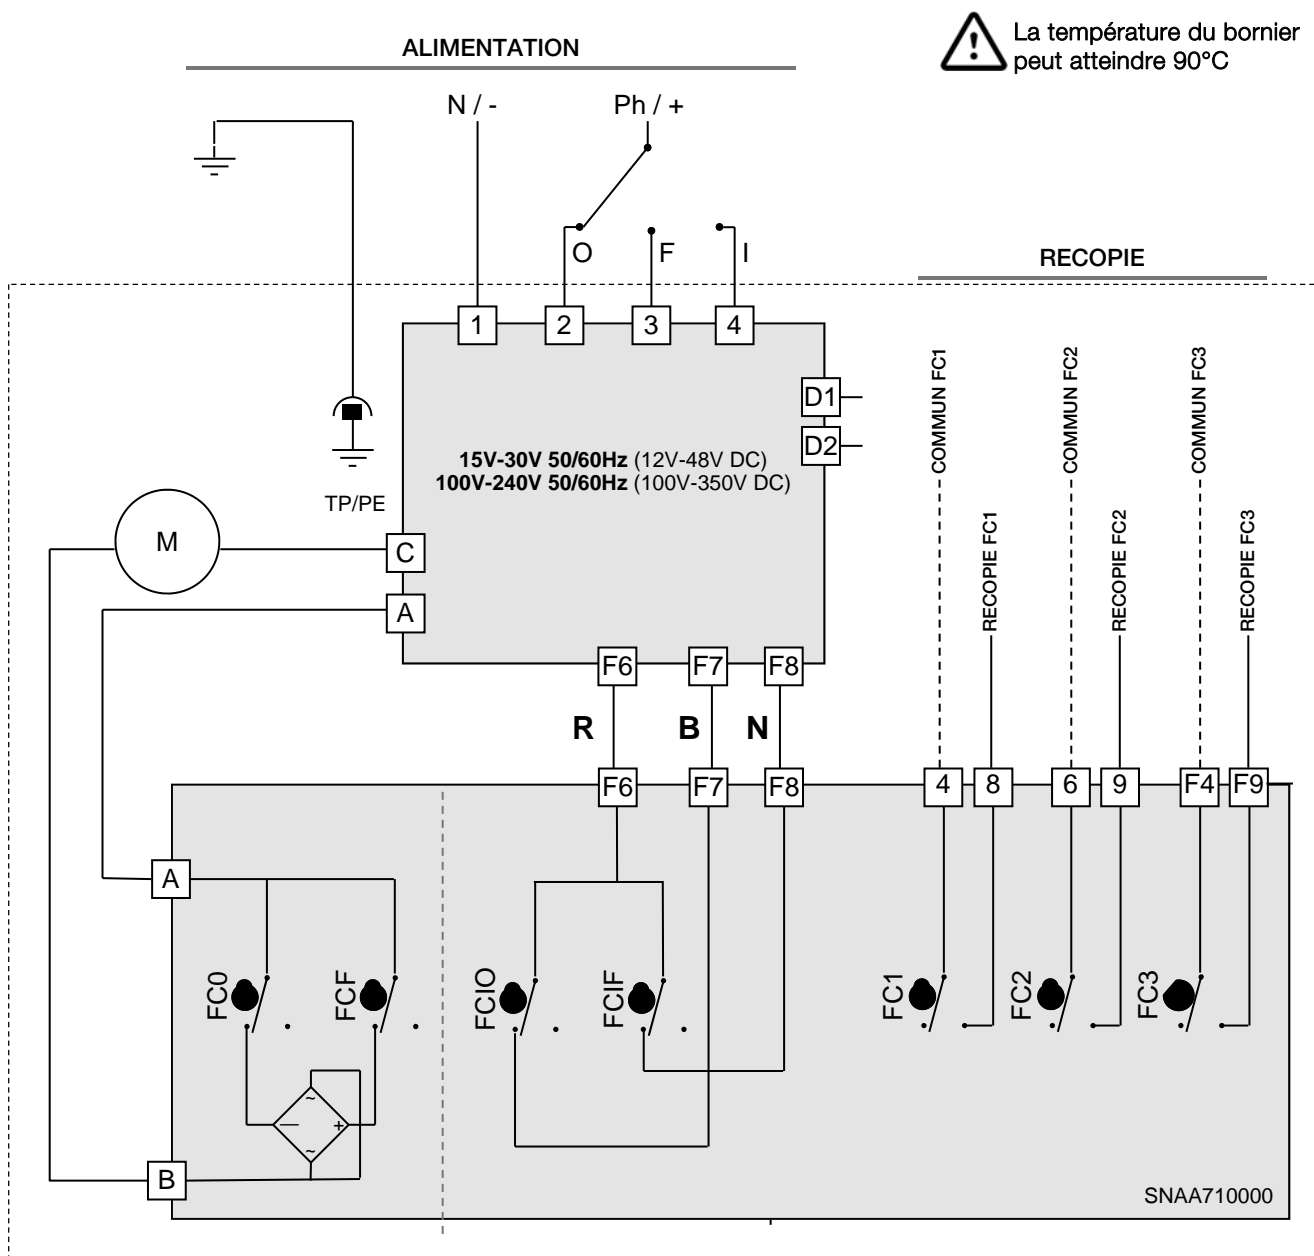 ALIMENTATION
La température du bornier
peut atteindre 90°C
N / -
Ph / +
O
F
I
RECOPIE
1
2
3
4
D1
D2
15V-30V 50/60Hz (12V-48V DC)
100V-240V 50/60Hz (100V-350V DC)
TP/PE
M
C
A
COMMUN FC1
RECOPIE FC1
COMMUN FC2
RECOPIE FC2
COMMUN FC3
RECOPIE FC3
F6
F7
F8
R
B
N
F6
F7
F8
4
8
6
9
F4
F9
A
FC0
FCF
FCIO
FCIF
FC1
FC2
FC3
~
— +
~
B
SNAA710000